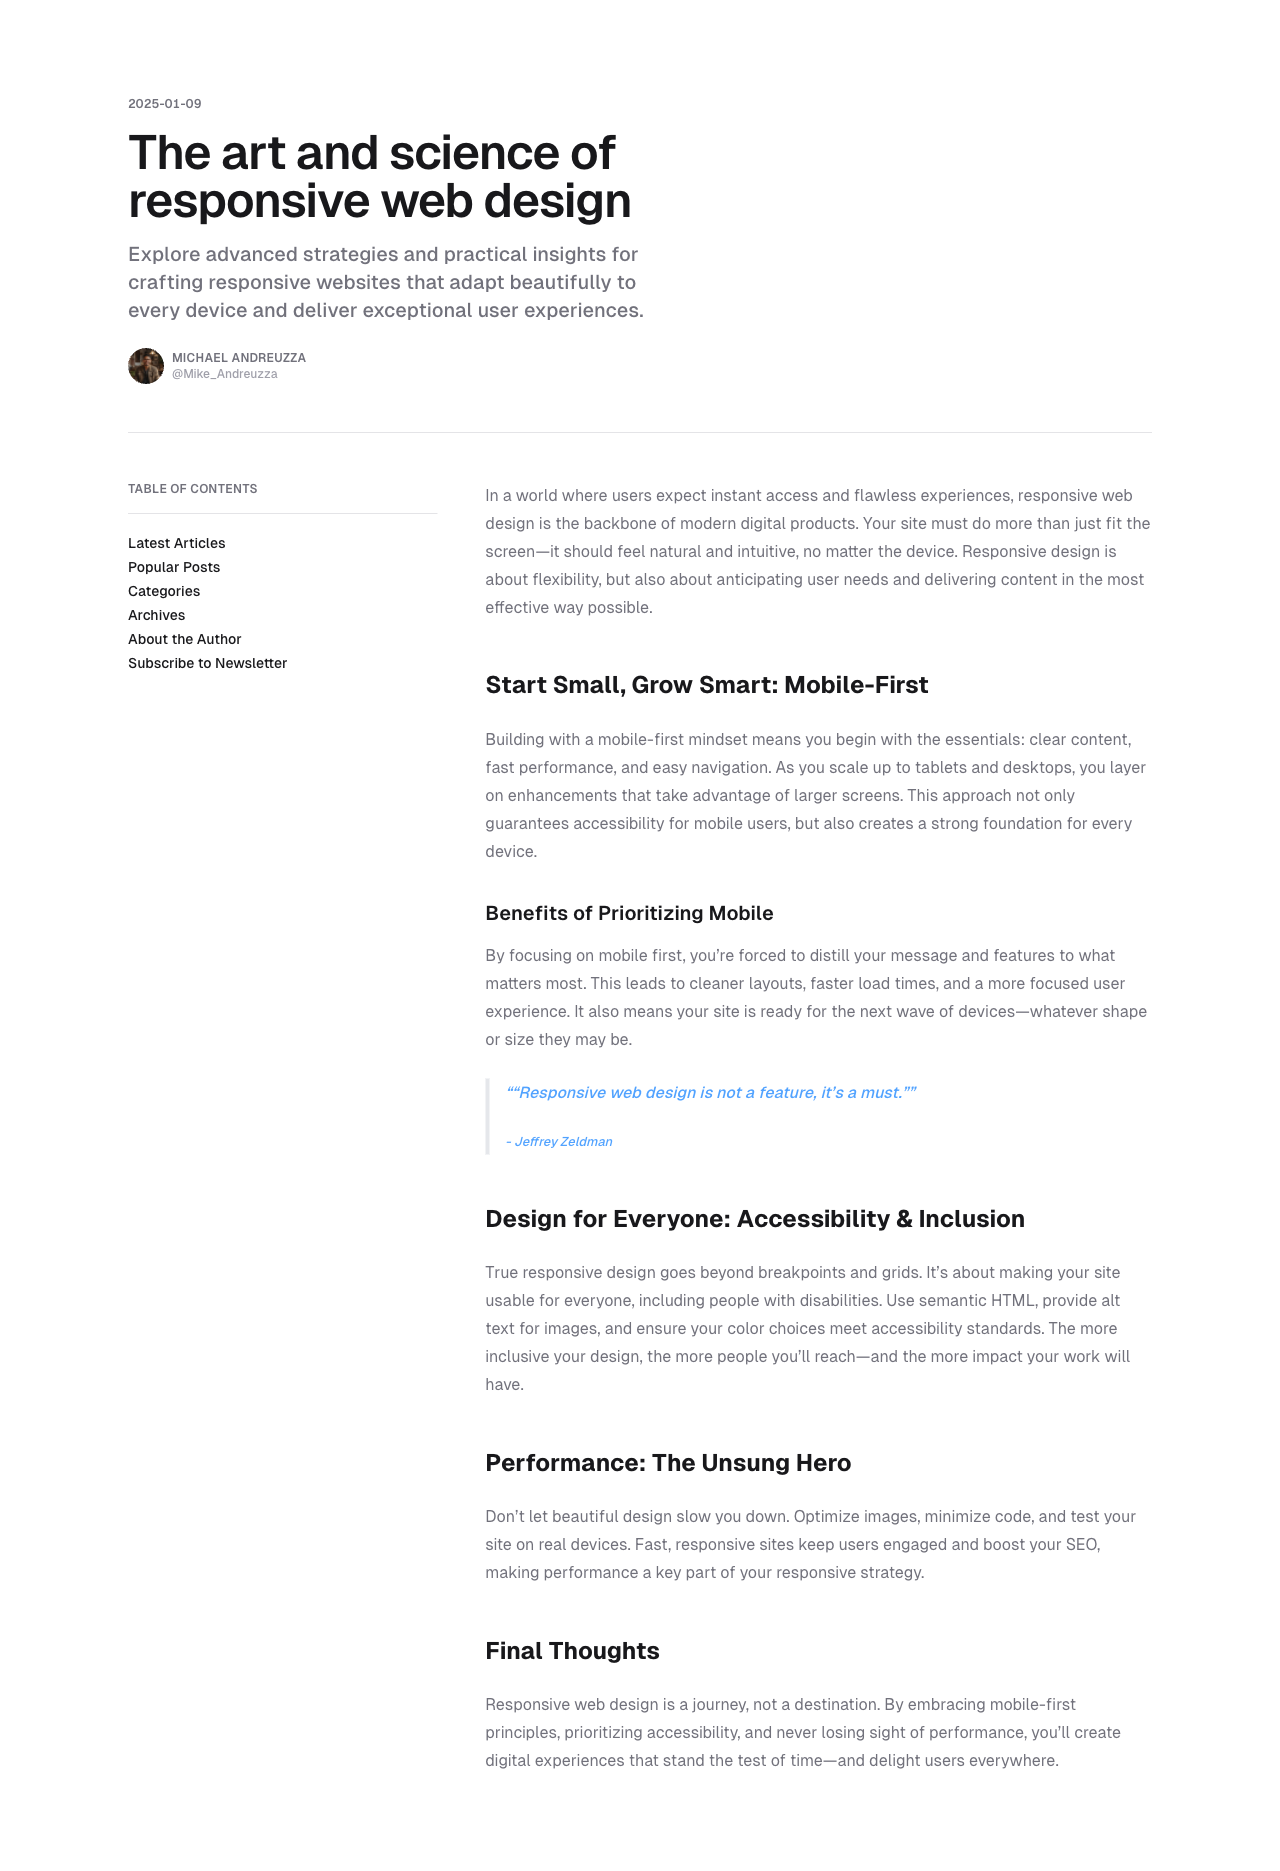 2025-01-09
The art and science of
responsive web design
Explore advanced strategies and practical insights for
crafting responsive websites that adapt beautifully to
every device and deliver exceptional user experiences.
MICHAEL ANDREUZZA
@Mike_Andreuzza
TABLE OF CONTENTS
Latest Articles
Popular Posts
Categories
Archives
About the Author
Subscribe to Newsletter
In a world where users expect instant access and flawless experiences, responsive web
design is the backbone of modern digital products. Your site must do more than just fit the
screen—it should feel natural and intuitive, no matter the device. Responsive design is
about flexibility, but also about anticipating user needs and delivering content in the most
effective way possible.
Start Small, Grow Smart: Mobile-First
Building with a mobile-first mindset means you begin with the essentials: clear content,
fast performance, and easy navigation. As you scale up to tablets and desktops, you layer
on enhancements that take advantage of larger screens. This approach not only
guarantees accessibility for mobile users, but also creates a strong foundation for every
device.
Benefits of Prioritizing Mobile
By focusing on mobile first, you’re forced to distill your message and features to what
matters most. This leads to cleaner layouts, faster load times, and a more focused user
experience. It also means your site is ready for the next wave of devices—whatever shape
or size they may be.
““Responsive web design is not a feature, it’s a must.””
- Jeffrey Zeldman
Design for Everyone: Accessibility & Inclusion
True responsive design goes beyond breakpoints and grids. It’s about making your site
usable for everyone, including people with disabilities. Use semantic HTML, provide alt
text for images, and ensure your color choices meet accessibility standards. The more
inclusive your design, the more people you’ll reach—and the more impact your work will
have.
Performance: The Unsung Hero
Don’t let beautiful design slow you down. Optimize images, minimize code, and test your
site on real devices. Fast, responsive sites keep users engaged and boost your SEO,
making performance a key part of your responsive strategy.
Final Thoughts
Responsive web design is a journey, not a destination. By embracing mobile-first
principles, prioritizing accessibility, and never losing sight of performance, you’ll create
digital experiences that stand the test of time—and delight users everywhere.